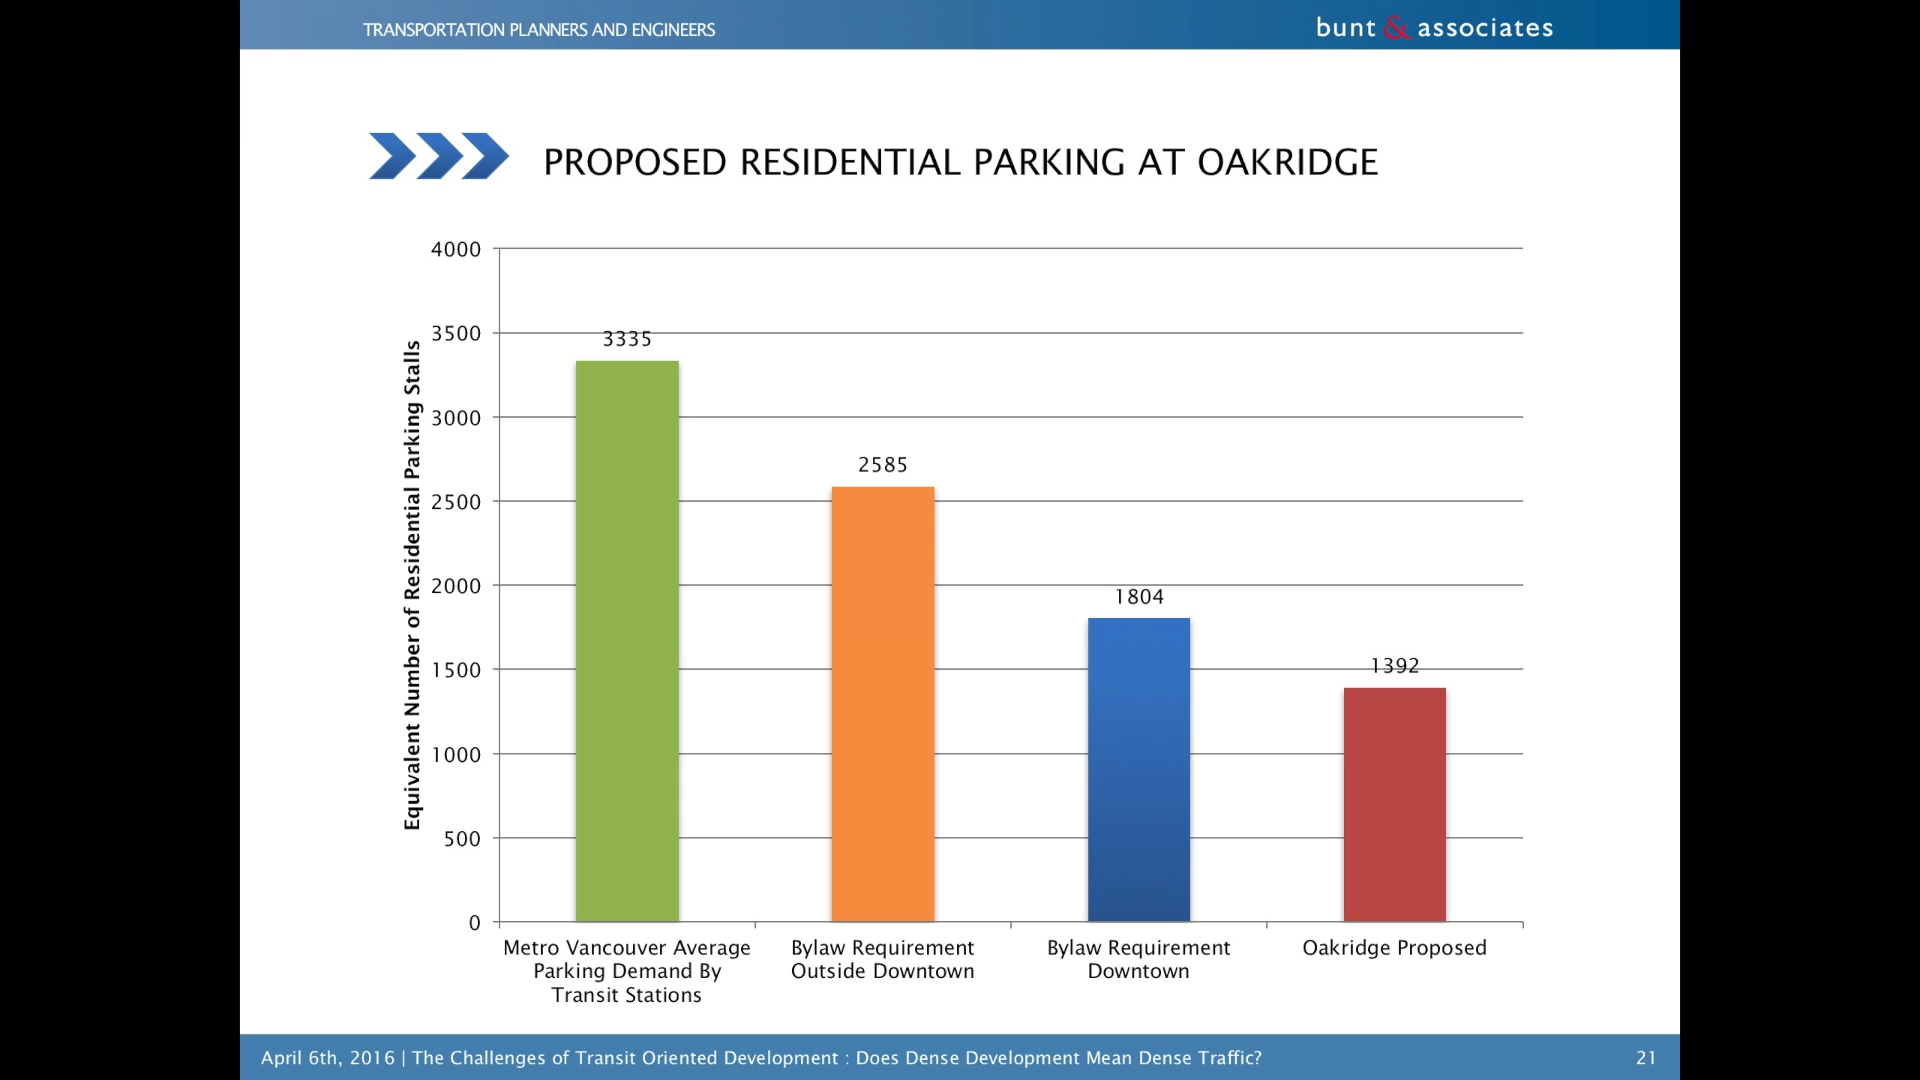 TRANSPORTATION PLANNERS AND ENGINEERS
bunt & associates
PROPOSED RESIDENTIAL PARKING AT OAKRIDGE
Equivalent Number of Residential Parking Stalls
4000
3500
3000
2500
2000
1500
1000
500
0
3335
2585
1804
1392
Metro Vancouver Average
Parking Demand By
Transit Stations
Bylaw Requirement
Outside Downtown
Bylaw Requirement
Downtown
Oakridge Proposed
April 6th, 2016 | The Challenges of Transit Oriented Development : Does Dense Development Mean Dense Traffic?
21